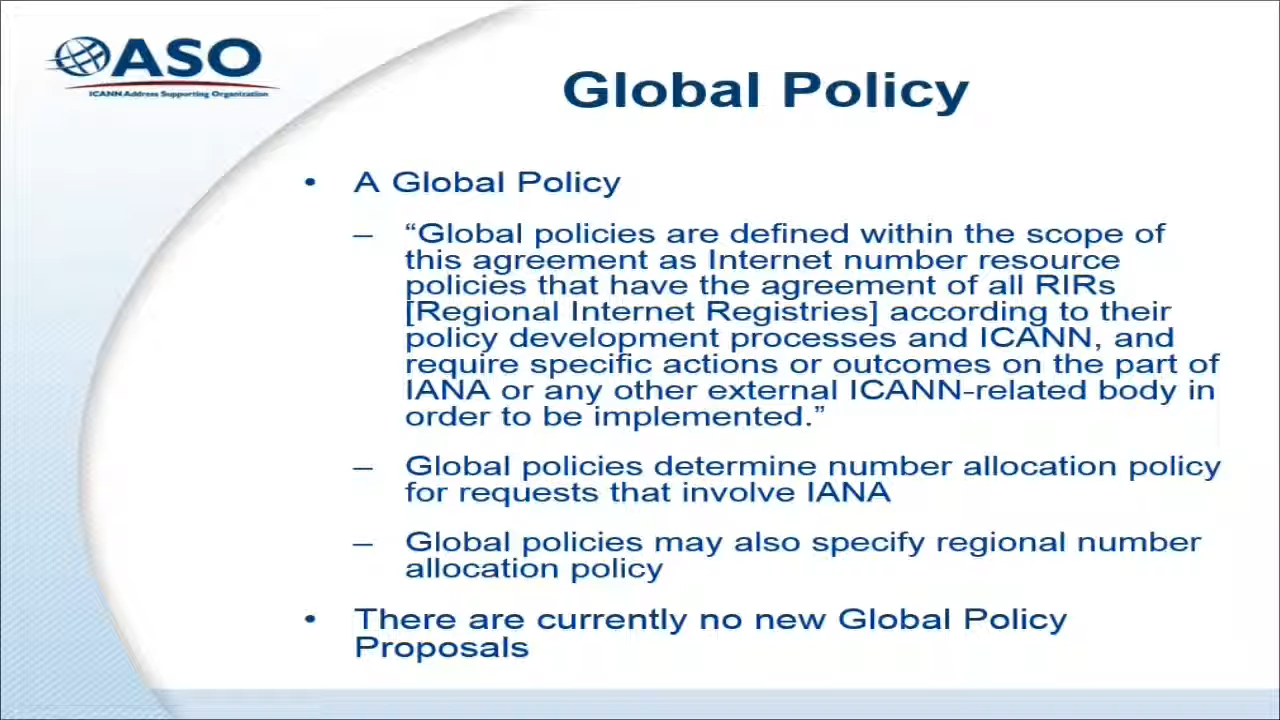 ASO
ICANN Address Supporting Organization
Global Policy
• A Global Policy
– “Global policies are defined within the scope of
this agreement as Internet number resource
policies that have the agreement of all RIRs
[Regional Internet Registries] according to their
policy development processes and ICANN, and
require specific actions or outcomes on the part of
IANA or any other external ICANN-related body in
order to be implemented.”
– Global policies determine number allocation policy
for requests that involve IANA
– Global policies may also specify regional number
allocation policy
• There are currently no new Global Policy
Proposals